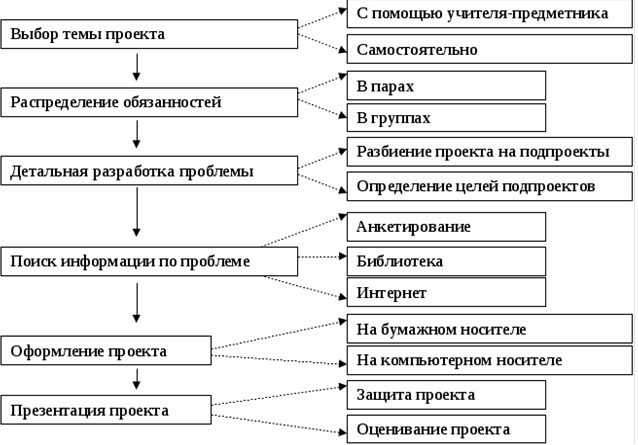 Выбор темы проекта
С помощью учителя-предметника
Самостоятельно
Распределение обязанностей
В парах
В группах
Детальная разработка проблемы
Разбиение проекта на подпроекты
Определение целей подпроектов
Поиск информации по проблеме
Анкетирование
Библиотека
Интернет
Оформление проекта
На бумажном носителе
На компьютерном носителе
Презентация проекта
Защита проекта
Оценивание проекта